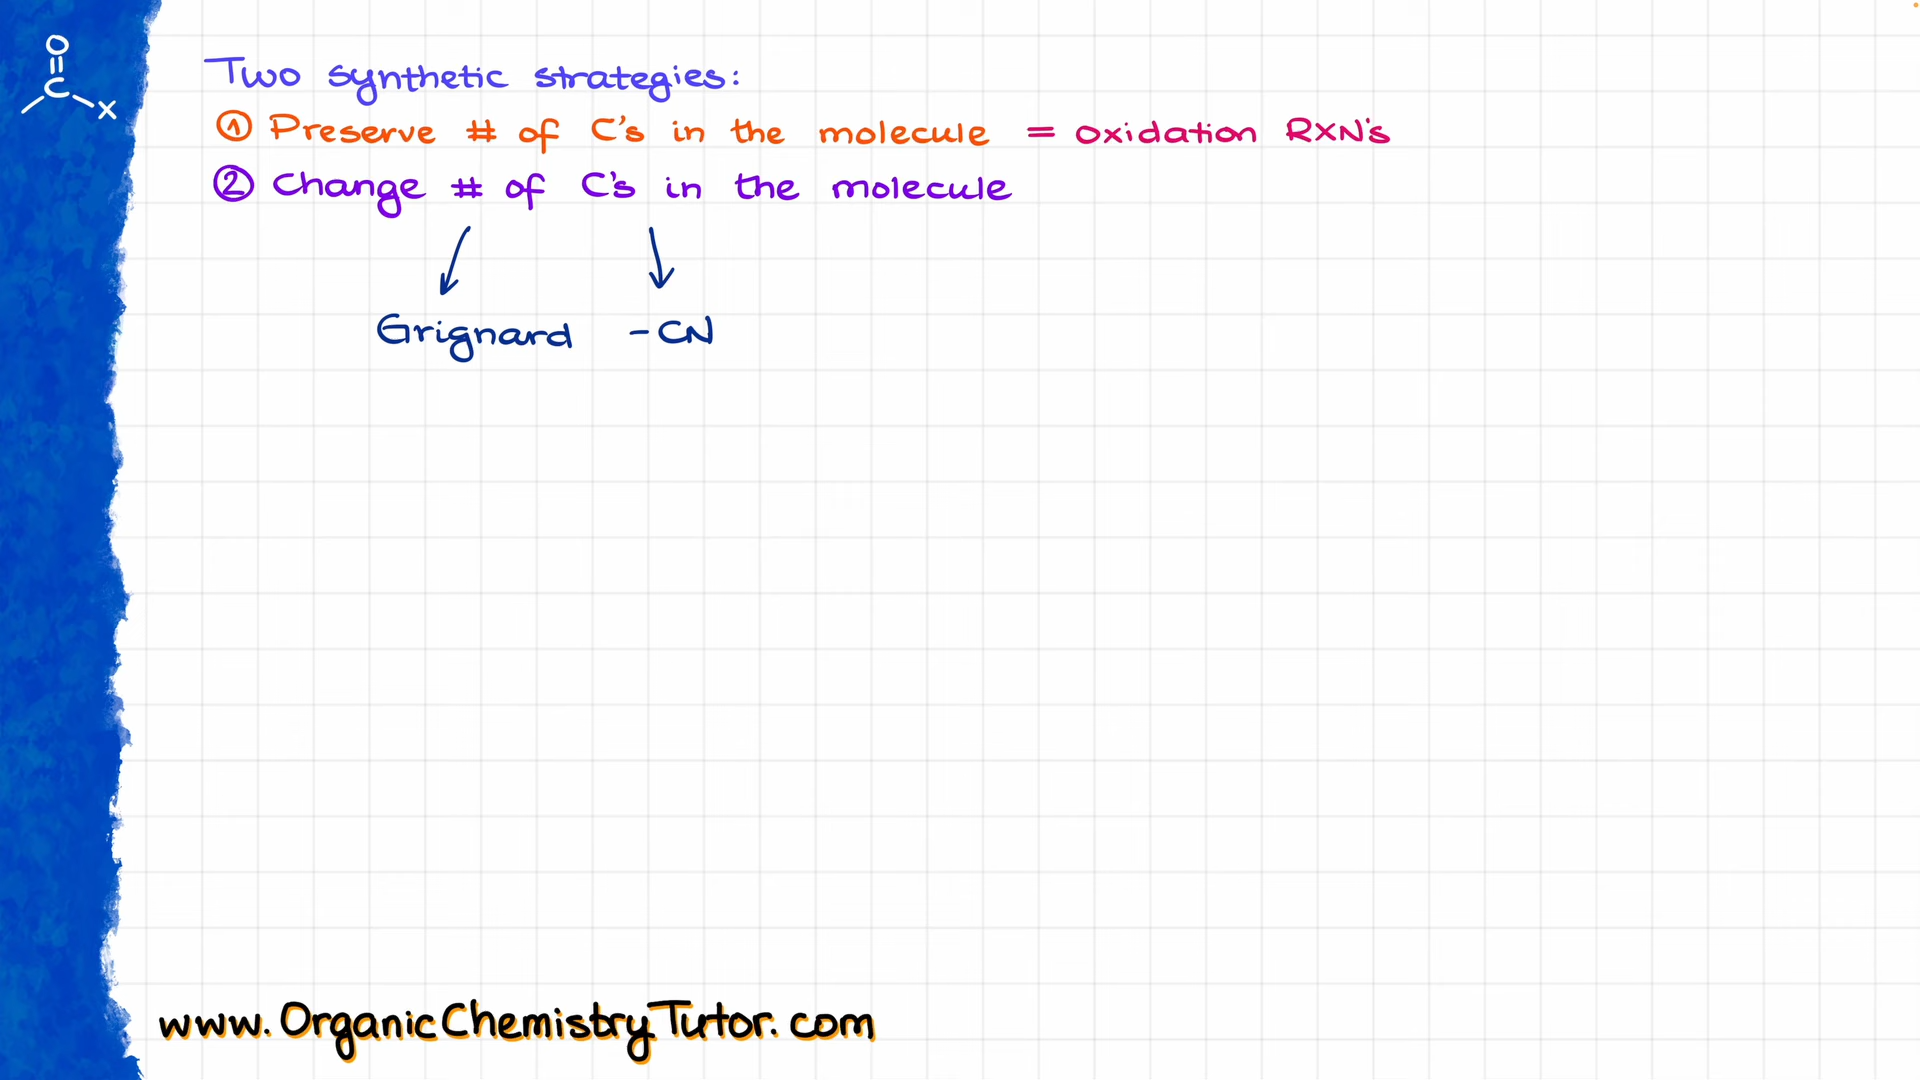 Two synthetic strategies:
① Preserve # of C's in the molecule = oxidation RXN's
② Change # of C's in the molecule
Grignard -CN
O
C
X
www.OrganicChemistryTutor.com